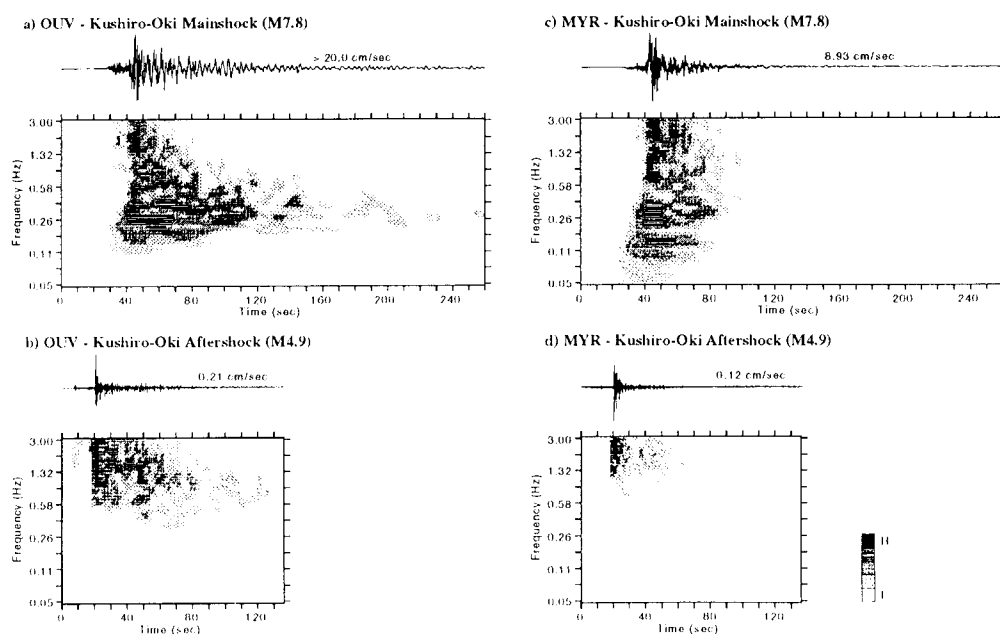 a) OUV - Kushiro-Oki Mainshock (M7.8)
> 20.0 cm/sec
3.00
1.32
0.58
0.26
0.11
0.05
Frequency (Hz)
0 40 80 120 160 200 240
Time (sec)
b) OUV - Kushiro-Oki Aftershock (M4.9)
0.21 cm/sec
3.00
1.32
0.58
0.26
0.11
0.05
Frequency (Hz)
0 40 80 120
Time (sec)
c) MYR - Kushiro-Oki Mainshock (M7.8)
8.93 cm/sec
3.00
1.32
0.58
0.26
0.11
0.05
Frequency (Hz)
0 40 80 120 160 200 240
Time (sec)
d) MYR - Kushiro-Oki Aftershock (M4.9)
0.12 cm/sec
3.00
1.32
0.58
0.26
0.11
0.05
Frequency (Hz)
0 40 80 120
Time (sec)